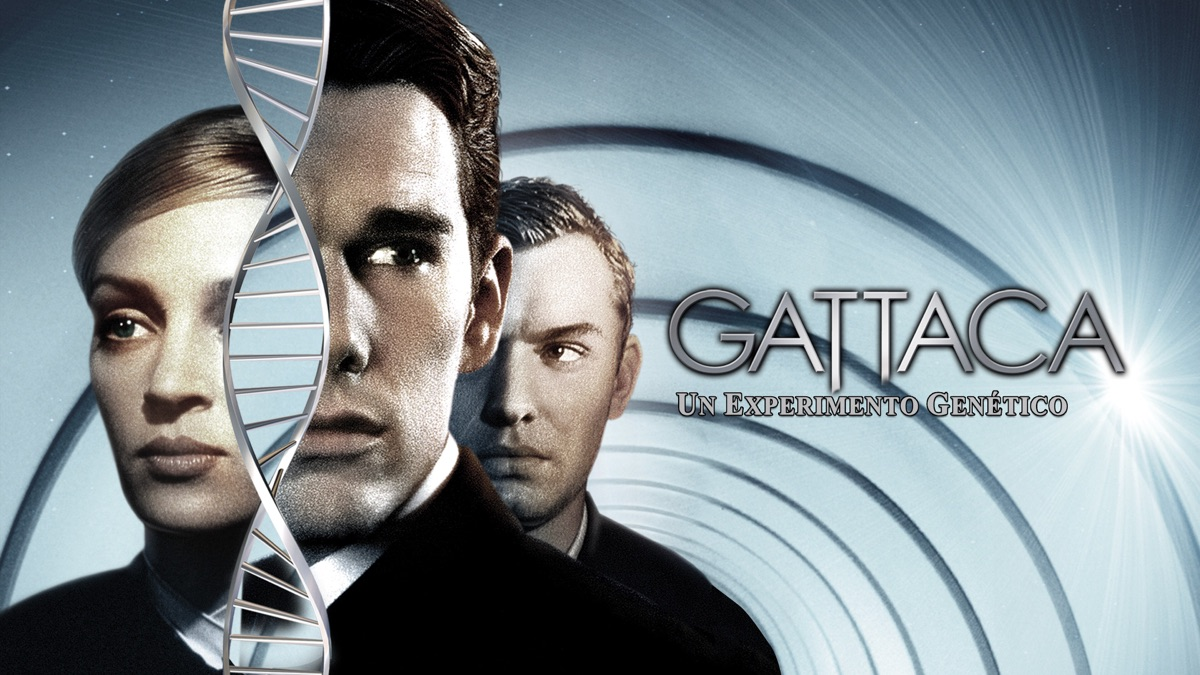 GATTACA
UN EXPERIMENTO GENÉTICO